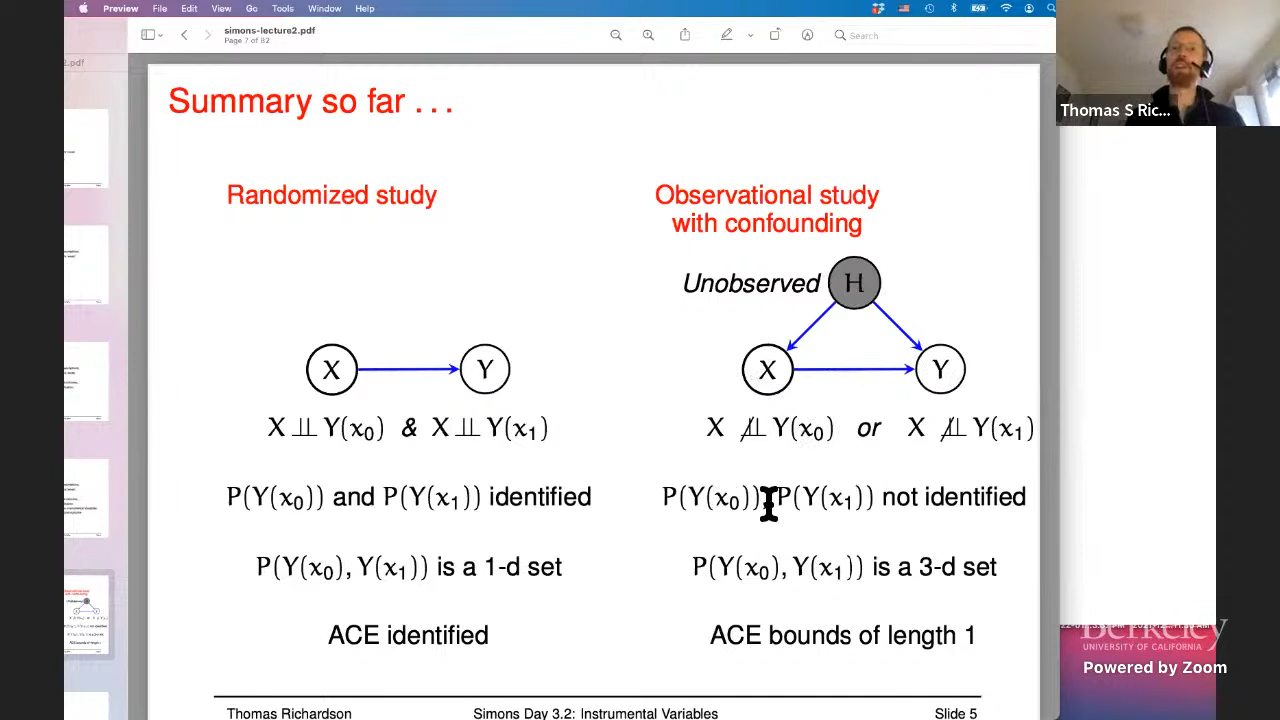 Preview File Edit View Go Tools Window Help
simons-lecture2.pdf
Page 7 of 82
Search
2.pdf
Thomas S Ric...
Summary so far . . .
Randomized study
Observational study
with confounding
Unobserved H
X Y
X Y
X ⫫ Y(x₀) & X ⫫ Y(x₁)
X ⫫̸ Y(x₀) or X ⫫̸ Y(x₁)
P(Y(x₀)) and P(Y(x₁)) identified
P(Y(x₀)), P(Y(x₁)) not identified
P(Y(x₀), Y(x₁)) is a 1-d set
P(Y(x₀), Y(x₁)) is a 3-d set
ACE identified
ACE bounds of length 1
Thomas Richardson
Simons Day 3.2: Instrumental Variables
Slide 5
Berkeley
UNIVERSITY OF CALIFORNIA
Powered by Zoom